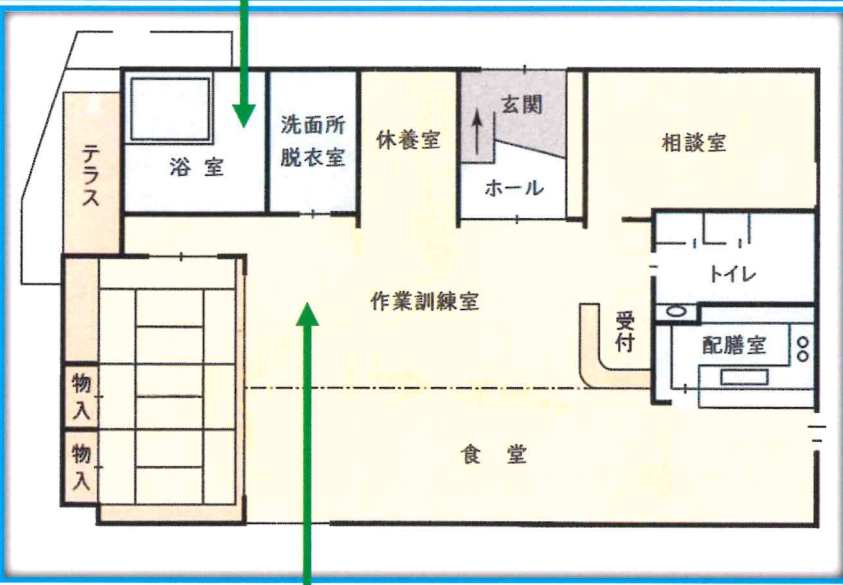 玄関
洗面所
脱衣室
休養室
相談室
浴 室
テラス
ホール
トイレ
作業訓練室
受付
配膳室
物入
物入
食 堂